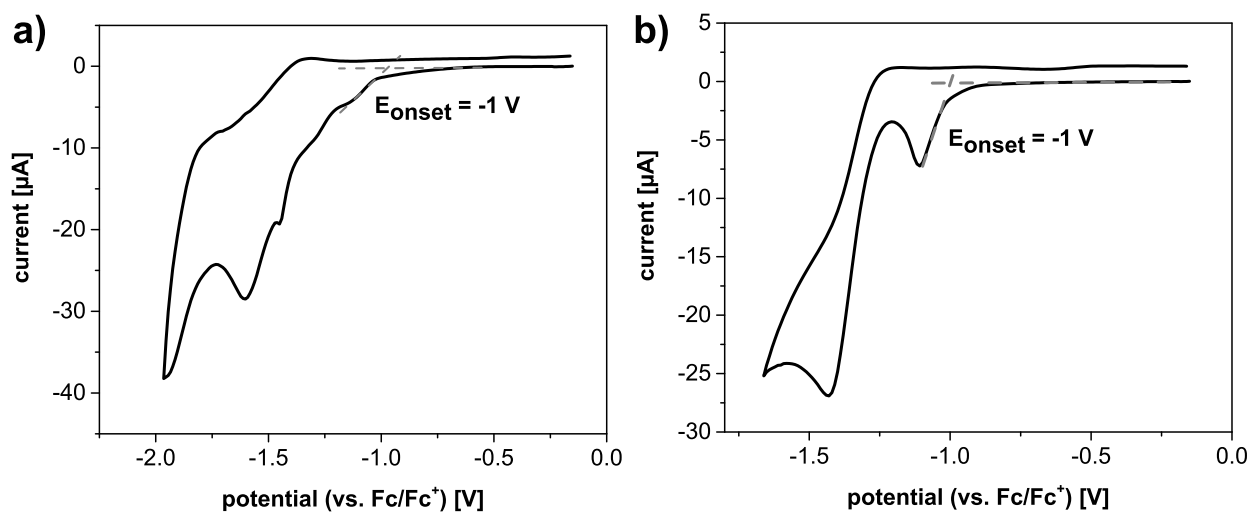 a)
0
-10
-20
-30
-40
current [µA]
E_onset = -1 V
-2.0
-1.5
-1.0
-0.5
0.0
potential (vs. Fc/Fc⁺) [V]
b)
5
0
-5
-10
-15
-20
-25
-30
current [µA]
E_onset = -1 V
-1.5
-1.0
-0.5
0.0
potential (vs. Fc/Fc⁺) [V]